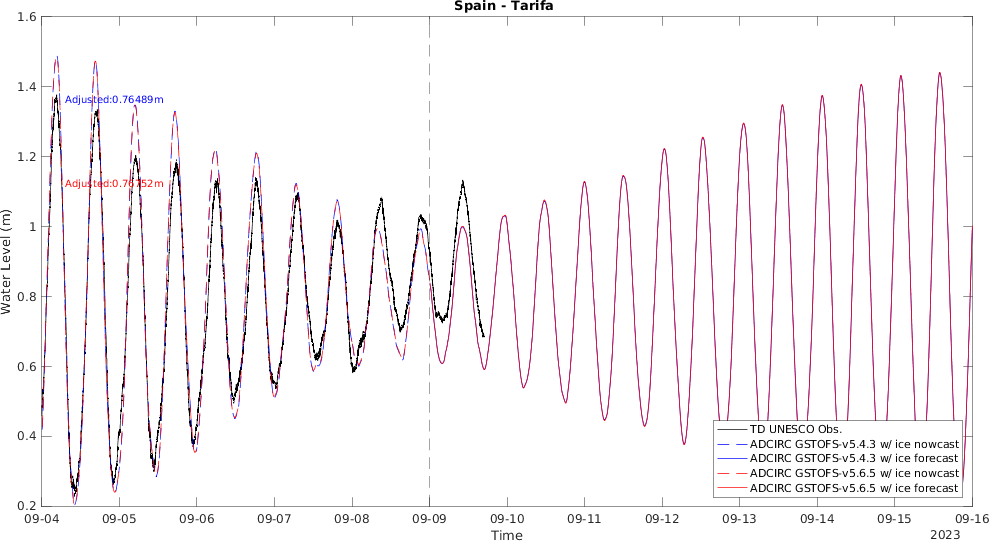 Spain - Tarifa
1.6
1.4
1.2
1
0.8
0.6
0.4
0.2
Water Level (m)
Adjusted:0.76489m
Adjusted:0.76752m
TD UNESCO Obs.
ADCIRC GSTOFS-v5.4.3 w/ ice nowcast
ADCIRC GSTOFS-v5.4.3 w/ ice forecast
ADCIRC GSTOFS-v5.6.5 w/ ice nowcast
ADCIRC GSTOFS-v5.6.5 w/ ice forecast
09-04 09-05 09-06 09-07 09-08 09-09 09-10 09-11 09-12 09-13 09-14 09-15 09-16
Time
2023